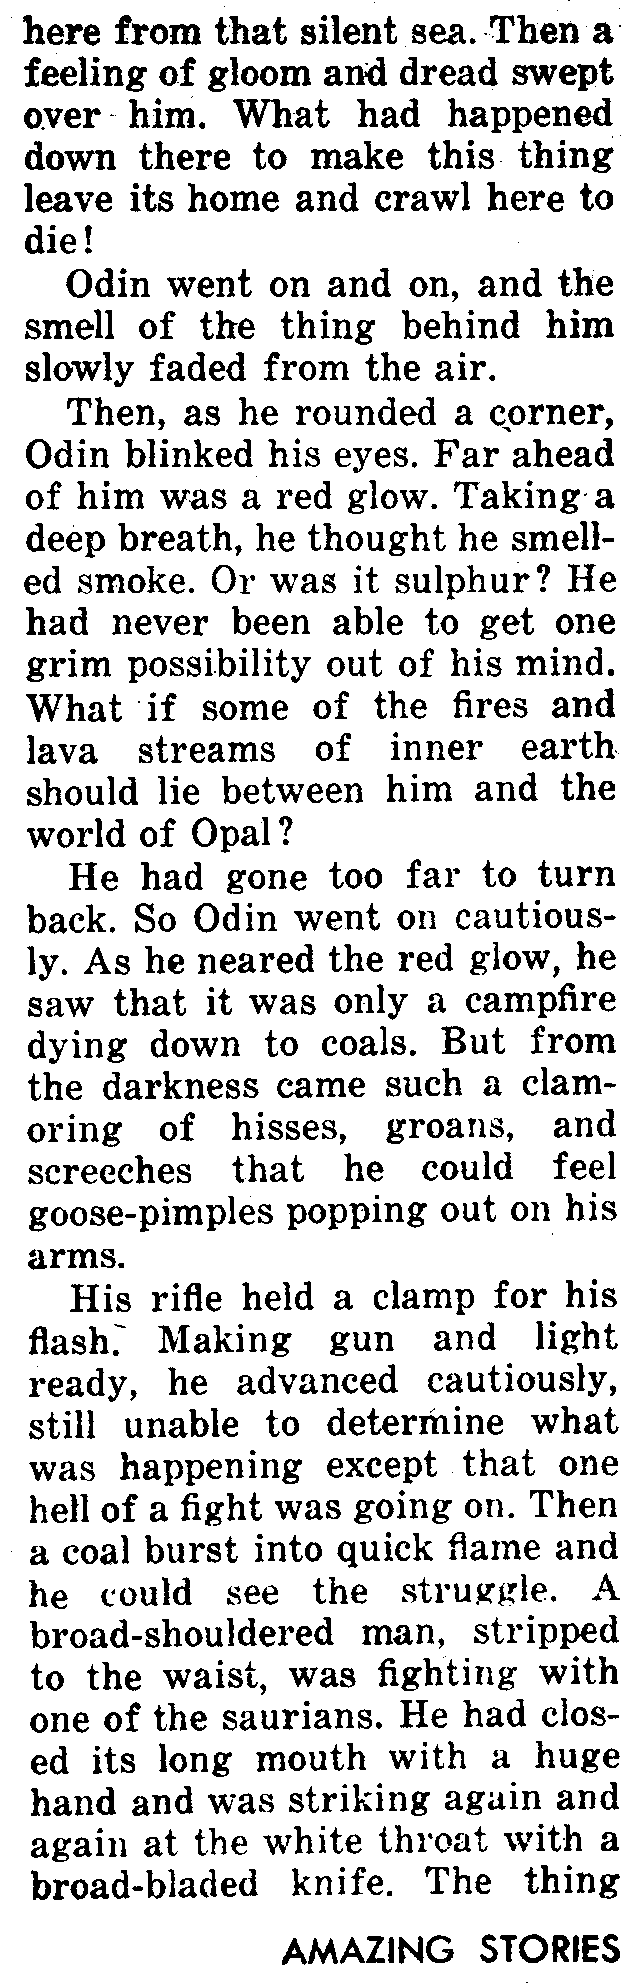 here from that silent sea. Then a
feeling of gloom and dread swept
over him. What had happened
down there to make this thing
leave its home and crawl here to
die!
Odin went on and on, and the
smell of the thing behind him
slowly faded from the air.
Then, as he rounded a corner,
Odin blinked his eyes. Far ahead
of him was a red glow. Taking a
deep breath, he thought he smell-
ed smoke. Or was it sulphur? He
had never been able to get one
grim possibility out of his mind.
What if some of the fires and
lava streams of inner earth
should lie between him and the
world of Opal?
He had gone too far to turn
back. So Odin went on cautious-
ly. As he neared the red glow, he
saw that it was only a campfire
dying down to coals. But from
the darkness came such a clam-
oring of hisses, groans, and
screeches that he could feel
goose-pimples popping out on his
arms.
His rifle held a clamp for his
flash. Making gun and light
ready, he advanced cautiously,
still unable to determine what
was happening except that one
hell of a fight was going on. Then
a coal burst into quick flame and
he could see the struggle. A
broad-shouldered man, stripped
to the waist, was fighting with
one of the saurians. He had clos-
ed its long mouth with a huge
hand and was striking again and
again at the white throat with a
broad-bladed knife. The thing
AMAZING STORIES